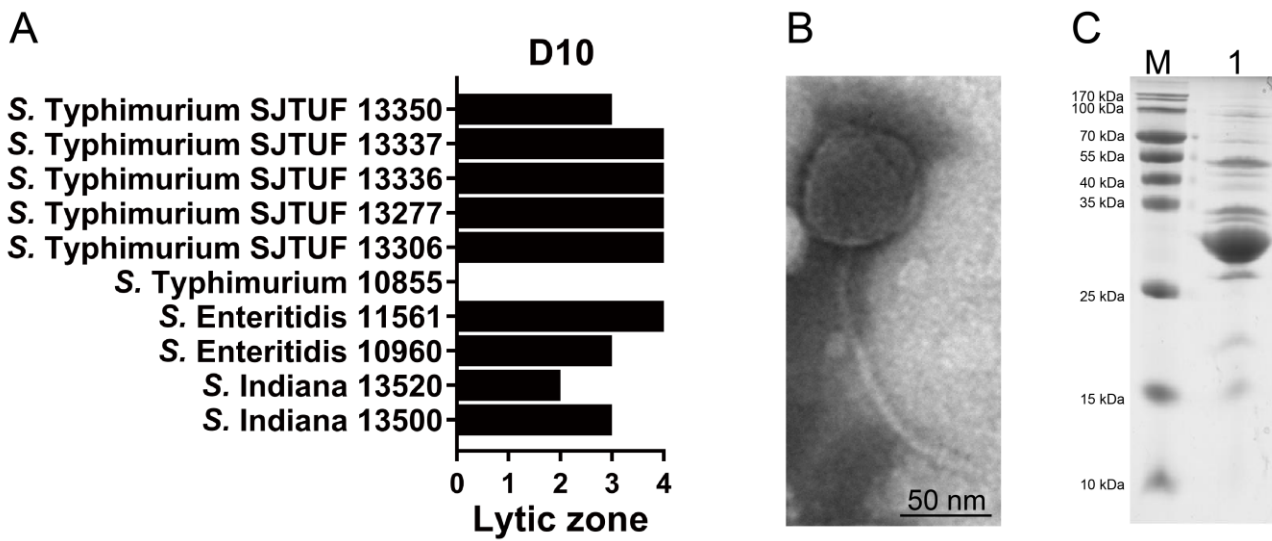 A
D10
S. Typhimurium SJTUF 13350
S. Typhimurium SJTUF 13337
S. Typhimurium SJTUF 13336
S. Typhimurium SJTUF 13277
S. Typhimurium SJTUF 13306
S. Typhimurium 10855
S. Enteritidis 11561
S. Enteritidis 10960
S. Indiana 13520
S. Indiana 13500
0 1 2 3 4
Lytic zone
B
50 nm
C
M 1
170 kDa
100 kDa
70 kDa
55 kDa
40 kDa
35 kDa
25 kDa
15 kDa
10 kDa